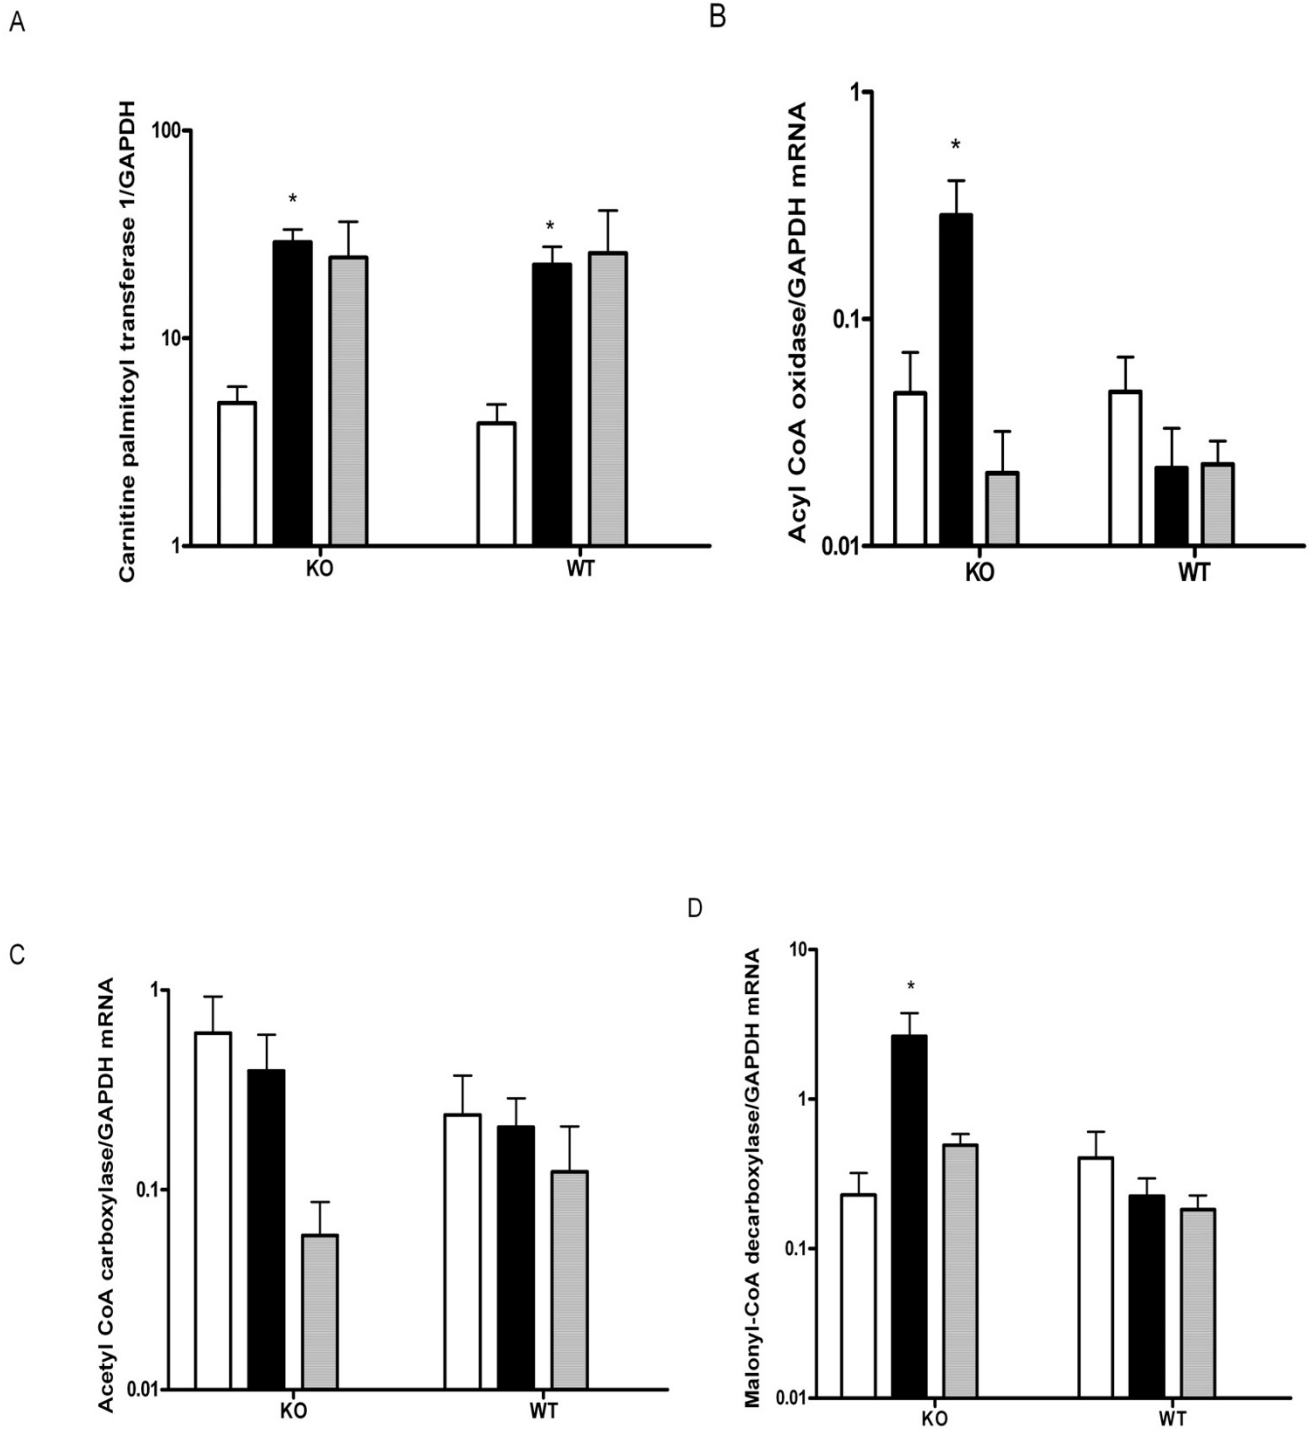 A
Carnitine palmitoyl transferase 1/GAPDH
100
10
1
*
*
KO
WT
B
Acyl CoA oxidase/GAPDH mRNA
1
0.1
0.01
*
KO
WT
C
Acetyl CoA carboxylase/GAPDH mRNA
1
0.1
0.01
KO
WT
D
Malonyl-CoA decarboxylase/GAPDH mRNA
10
1
0.1
0.01
*
KO
WT